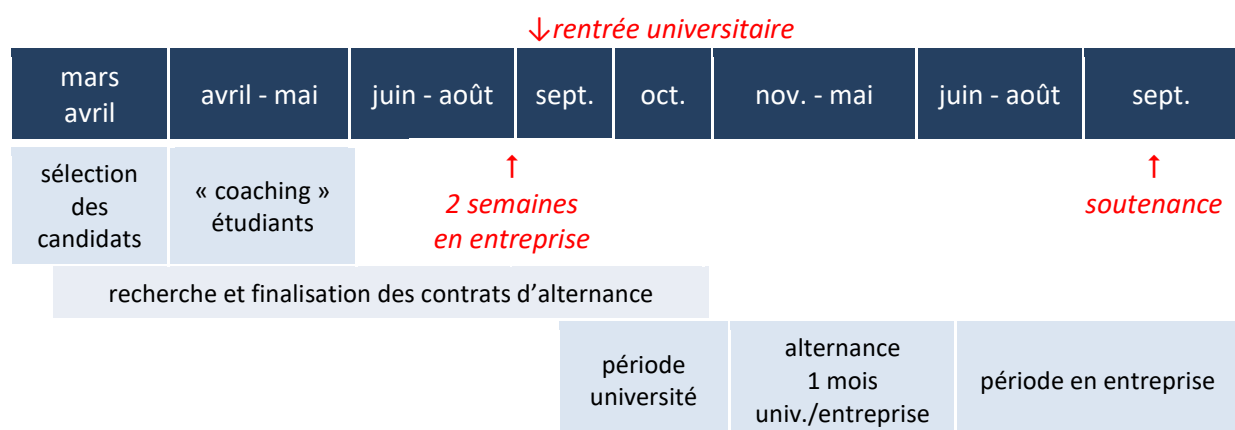 ↓rentrée universitaire
mars
avril
avril - mai
juin - août
sept.
oct.
nov. - mai
juin - août
sept.
sélection
des
candidats
« coaching »
étudiants
↑
2 semaines
en entreprise
↑
soutenance
recherche et finalisation des contrats d’alternance
période
université
alternance
1 mois
univ./entreprise
période en entreprise